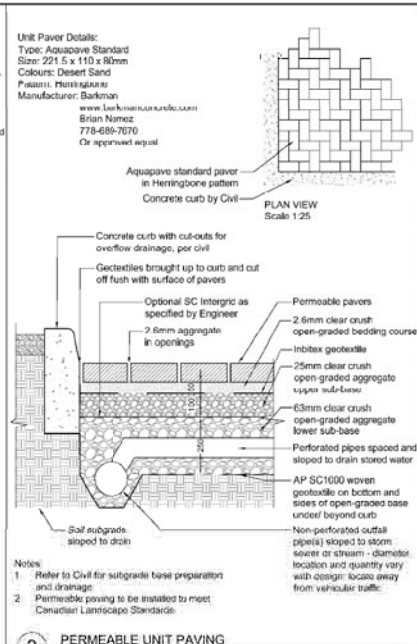 Unit Paver Details:
Type: Aquapave Standard
Size: 221.5 x 110 x 80mm
Colours: Desert Sand
Pattern: Herringbone
Manufacturer: Barkman
www.barkmanconcrete.com
Brian Nemez
778-689-7670
Or approved equal
Aquapave standard paver
in Herringbone pattern
Concrete curb by Civil
PLAN VIEW
Scale 1:25
Concrete curb with cut-outs for
overflow drainage, per civil
Geotextiles brought up to curb and cut
off flush with surface of pavers
Optional SC Intergrid as
specified by Engineer
2.6mm aggregate
in openings
Permeable pavers
2.6mm clear crush
open-graded bedding course
Inbitex geotextile
25mm clear crush
open-graded aggregate
upper sub-base
63mm clear crush
open-graded aggregate
lower sub-base
Perforated pipes spaced and
sloped to drain stored water
AP SC1000 woven
geotextile on bottom and
sides of open-graded base
under/ beyond curb
Non-perforated outfall
pipe(s) sloped to storm
sewer or stream - diameter,
location and quantity vary
with design: locate away
from vehicular traffic
50
100
250
Soil subgrade
sloped to drain
Notes
1 Refer to Civil for subgrade base preparation
and drainage
2 Permeable paving to be installed to meet
Canadian Landscape Standards
PERMEABLE UNIT PAVING